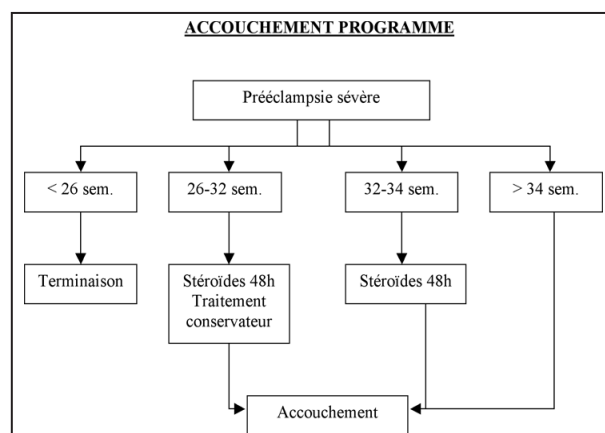 ACCOUCHEMENT PROGRAMME
Prééclampsie sévère
< 26 sem.
26-32 sem.
32-34 sem.
> 34 sem.
Terminaison
Stéroïdes 48h
Traitement
conservateur
Stéroïdes 48h
Accouchement